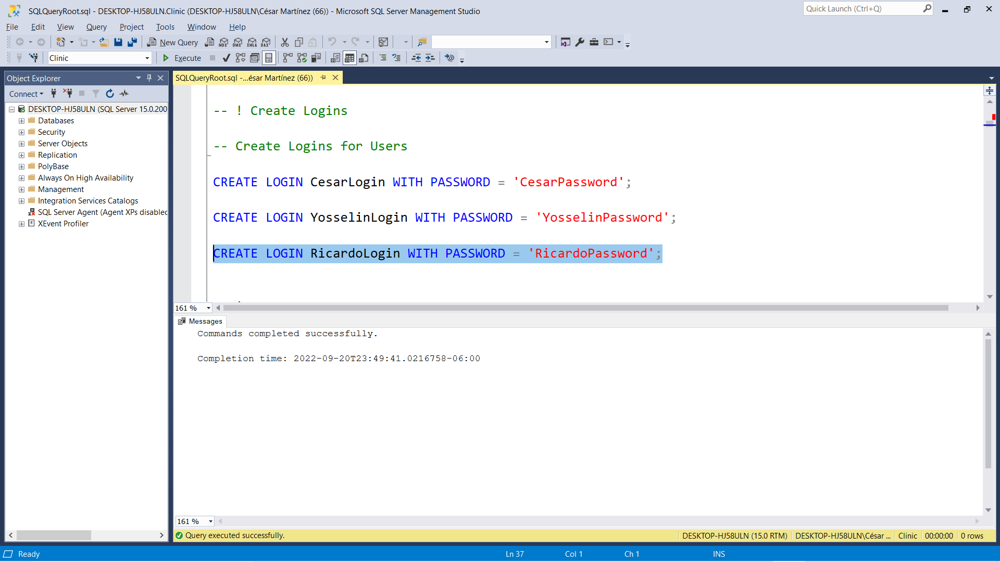 SQLQueryRoot.sql - DESKTOP-HJ58ULN.Clinic (DESKTOP-HJ58ULN\César Martínez (66)) - Microsoft SQL Server Management Studio
Quick Launch (Ctrl+Q)
File Edit View Query Project Tools Window Help
New Query MDX DMX XMLA DAX
Clinic Execute
Object Explorer
SQLQueryRoot.sql -...ésar Martínez (66))
Connect
DESKTOP-HJ58ULN (SQL Server 15.0.200
Databases
Security
Server Objects
Replication
PolyBase
Always On High Availability
Management
Integration Services Catalogs
SQL Server Agent (Agent XPs disabled
XEvent Profiler
-- ! Create Logins
-- Create Logins for Users
CREATE LOGIN CesarLogin WITH PASSWORD = 'CesarPassword';
CREATE LOGIN YosselinLogin WITH PASSWORD = 'YosselinPassword';
CREATE LOGIN RicardoLogin WITH PASSWORD = 'RicardoPassword';
161 %
Messages
Commands completed successfully.
Completion time: 2022-09-20T23:49:41.0216758-06:00
161 %
Query executed successfully.
DESKTOP-HJ58ULN (15.0 RTM) DESKTOP-HJ58ULN\César ... Clinic 00:00:00 0 rows
Ready Ln 37 Col 1 Ch 1 INS